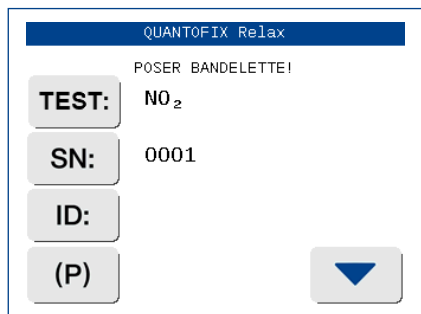 QUANTOFIX Relax
POSER BANDELETTE!
TEST: NO₂
SN: 0001
ID:
(P)